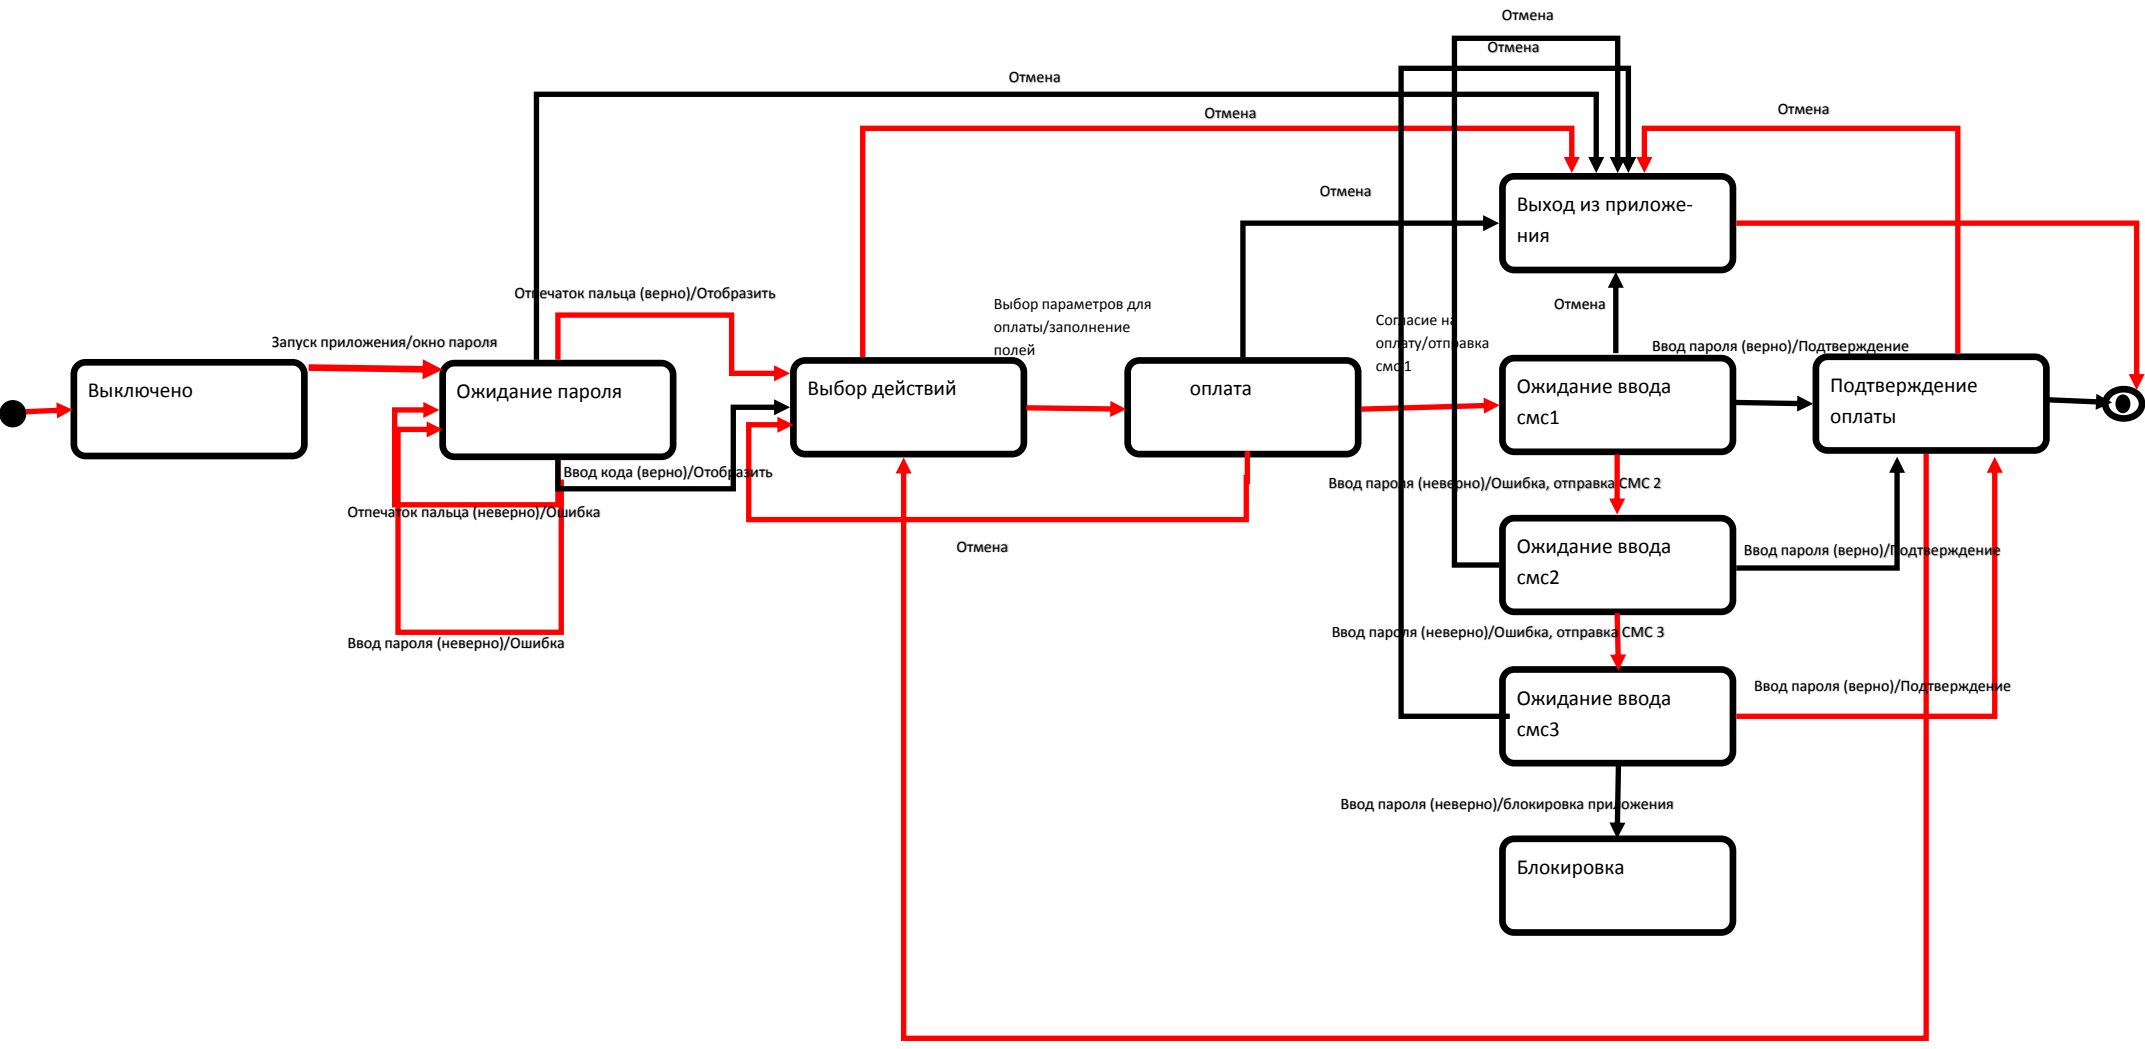 Отмена
Отмена
Отмена
Отмена
Отмена
Отмена
Выход из приложе-
ния
Отпечаток пальца (верно)/Отобразить
Выбор параметров для
оплаты/заполнение
полей
Отмена
Согласие на
оплату/отправка
смс1
Запуск приложения/окно пароля
Ввод пароля (верно)/Подтверждение
Выключено
Ожидание пароля
Выбор действий
оплата
Ожидание ввода
смс1
Подтверждение
оплаты
Ввод кода (верно)/Отобразить
Ввод пароля (неверно)/Ошибка, отправка СМС 2
Отпечаток пальца (неверно)/Ошибка
Отмена
Ожидание ввода
смс2
Ввод пароля (верно)/Подтверждение
Ввод пароля (неверно)/Ошибка
Ввод пароля (неверно)/Ошибка, отправка СМС 3
Ожидание ввода
смс3
Ввод пароля (верно)/Подтверждение
Ввод пароля (неверно)/блокировка приложения
Блокировка